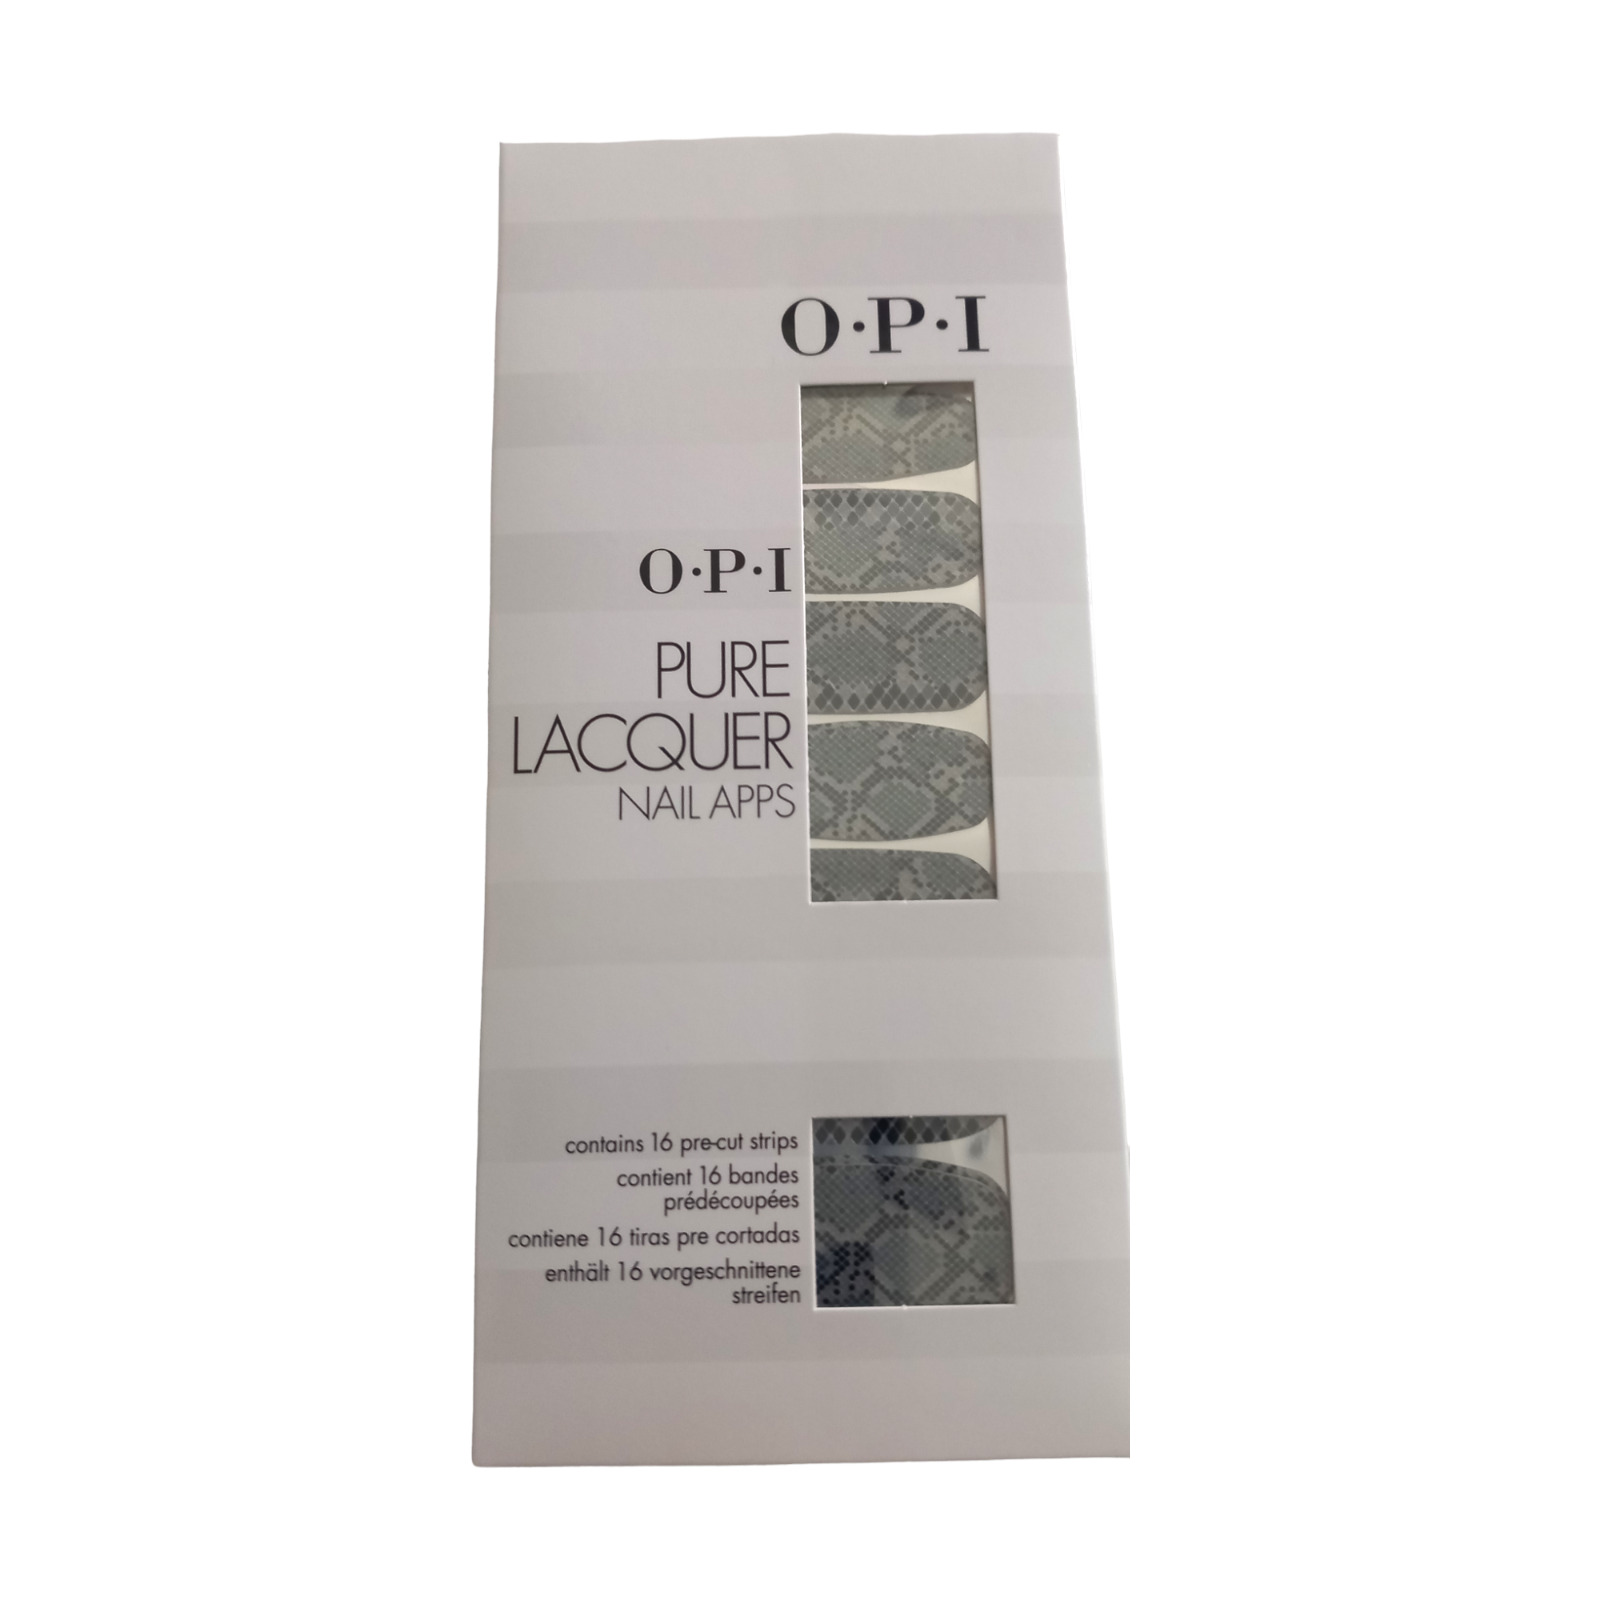 O·P·I
O·P·I
PURE
LACQUER
NAIL APPS
contains 16 pre-cut strips
contient 16 bandes
prédécoupées
contiene 16 tiras pre cortadas
enthält 16 vorgeschnittene
streifen